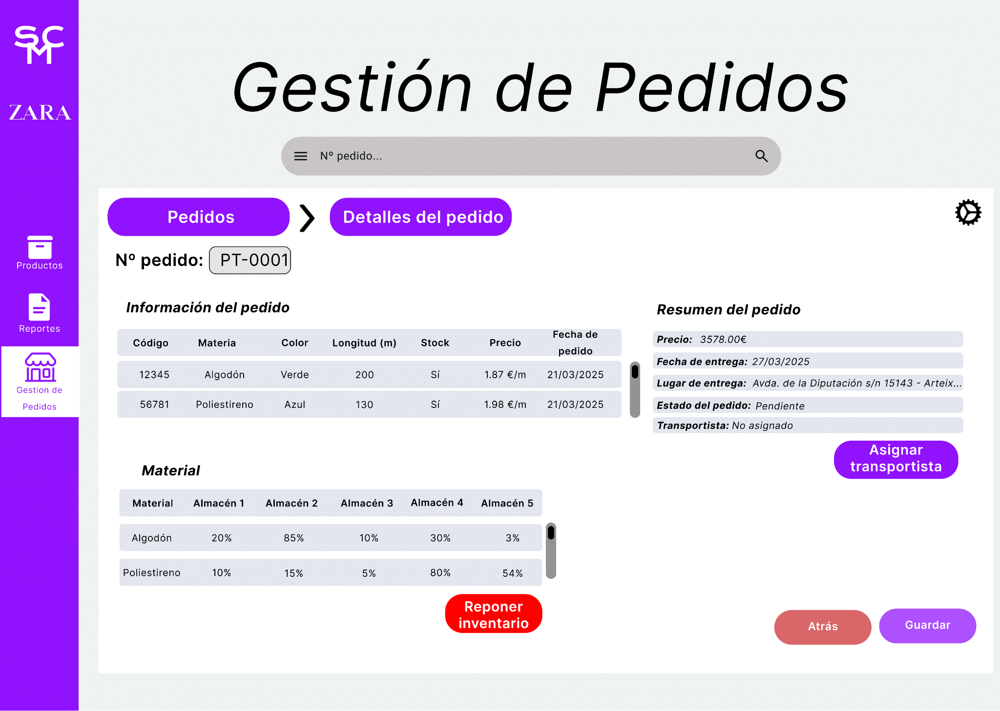 SCM
ZARA
Productos
Reportes
Gestion de
Pedidos
Gestión de Pedidos
Nº pedido...
Pedidos
Detalles del pedido
Nº pedido: PT-0001
Información del pedido
Código Materia Color Longitud (m) Stock Precio Fecha de pedido
12345 Algodón Verde 200 Sí 1.87 €/m 21/03/2025
56781 Poliestireno Azul 130 Sí 1.98 €/m 21/03/2025
Resumen del pedido
Precio: 3578.00€
Fecha de entrega: 27/03/2025
Lugar de entrega: Avda. de la Diputación s/n 15143 - Arteix...
Estado del pedido: Pendiente
Transportista: No asignado
Asignar
transportista
Material
Material Almacén 1 Almacén 2 Almacén 3 Almacén 4 Almacén 5
Algodón 20% 85% 10% 30% 3%
Poliestireno 10% 15% 5% 80% 54%
Reponer
inventario
Atrás
Guardar